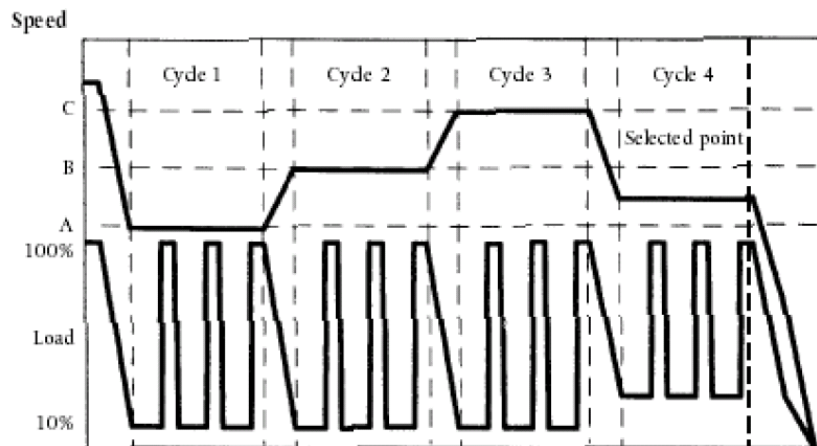 Speed
Cycle 1
Cycle 2
Cycle 3
Cycle 4
C
Selected point
B
A
100%
Load
10%